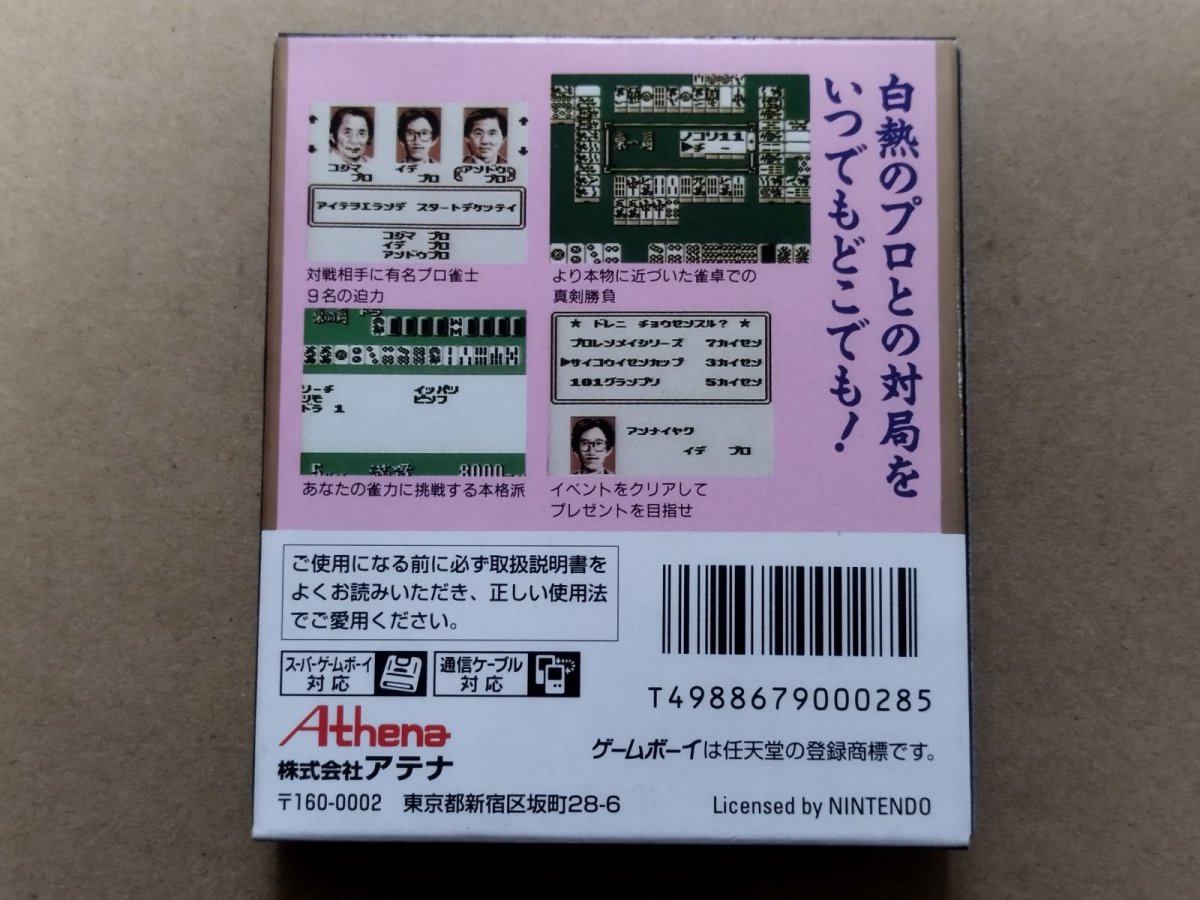 白熱のプロとの対局を
いつでもどこでも!
コジマ プロ
イデ プロ
アンドウ プロ
アイテヲエランデ スタートデケッテイ
コジマ プロ
イデ プロ
アンドウプロ
対戦相手に有名プロ雀士
9名の迫力
東一局
ノコリ11
▶チー
より本物に近づいた雀卓での
真剣勝負
リーチ イッパツ
ツモ ピンフ
ドラ 1
8000
あなたの雀力に挑戦する本格派
★ ドレニ チョウセンスル? ★
プロレンメイシリーズ 7カイセン
▶サイコウイセンカップ 3カイセン
101グランプリ 5カイセン
アンナイヤク
イデ プロ
イベントをクリアして
プレゼントを目指せ
ご使用になる前に必ず取扱説明書を
よくお読みいただき、正しい使用法
でご愛用ください。
スーパーゲームボーイ
対応
通信ケーブル
対応
T4988679000285
Athena
株式会社アテナ
ゲームボーイは任天堂の登録商標です。
〒160-0002 東京都新宿区坂町28-6
Licensed by NINTENDO